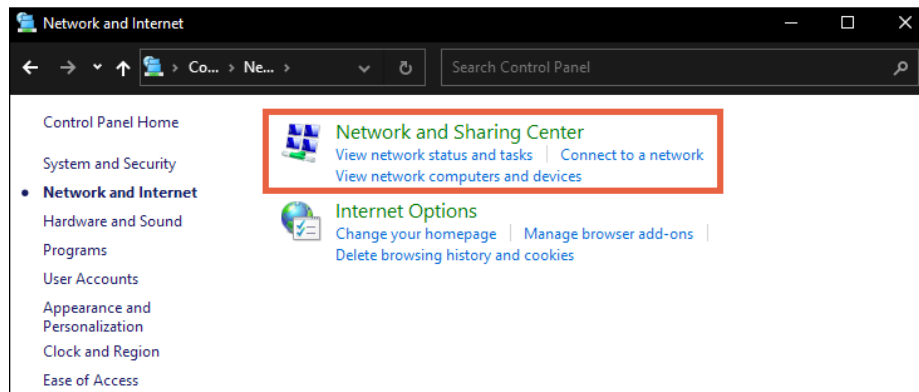 Network and Internet
Co... > Ne... >
Search Control Panel
Control Panel Home
System and Security
Network and Internet
Hardware and Sound
Programs
User Accounts
Appearance and
Personalization
Clock and Region
Ease of Access
Network and Sharing Center
View network status and tasks | Connect to a network
View network computers and devices
Internet Options
Change your homepage | Manage browser add-ons |
Delete browsing history and cookies